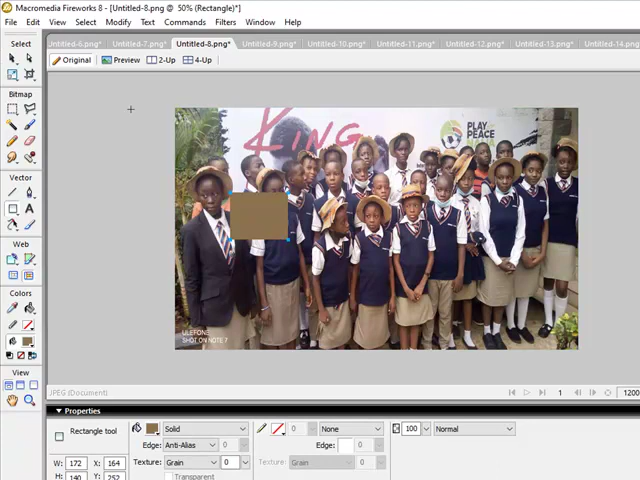 Macromedia Fireworks 8 - [Untitled-8.png @ 50% (Rectangle)*]
File Edit View Select Modify Text Commands Filters Window Help
Untitled-6.png* Untitled-7.png* Untitled-8.png* Untitled-9.png* Untitled-10.png* Untitled-11.png* Untitled-12.png* Untitled-13.png* Untitled-14.png
Select
Original Preview 2-Up 4-Up
Bitmap
KING
PLAY
PEACE
Vector
A
Web
Colors
ULEFONE
SHOT ON NOTE 7
View
JPEG (Document) 1 1200
Properties
Rectangle tool
Solid 0 None 100 Normal
Edge: Anti-Alias 0 Edge: 0
Texture: Grain 0 Texture: Grain 0
Transparent
W: 172 X: 164
H: 140 Y: 252